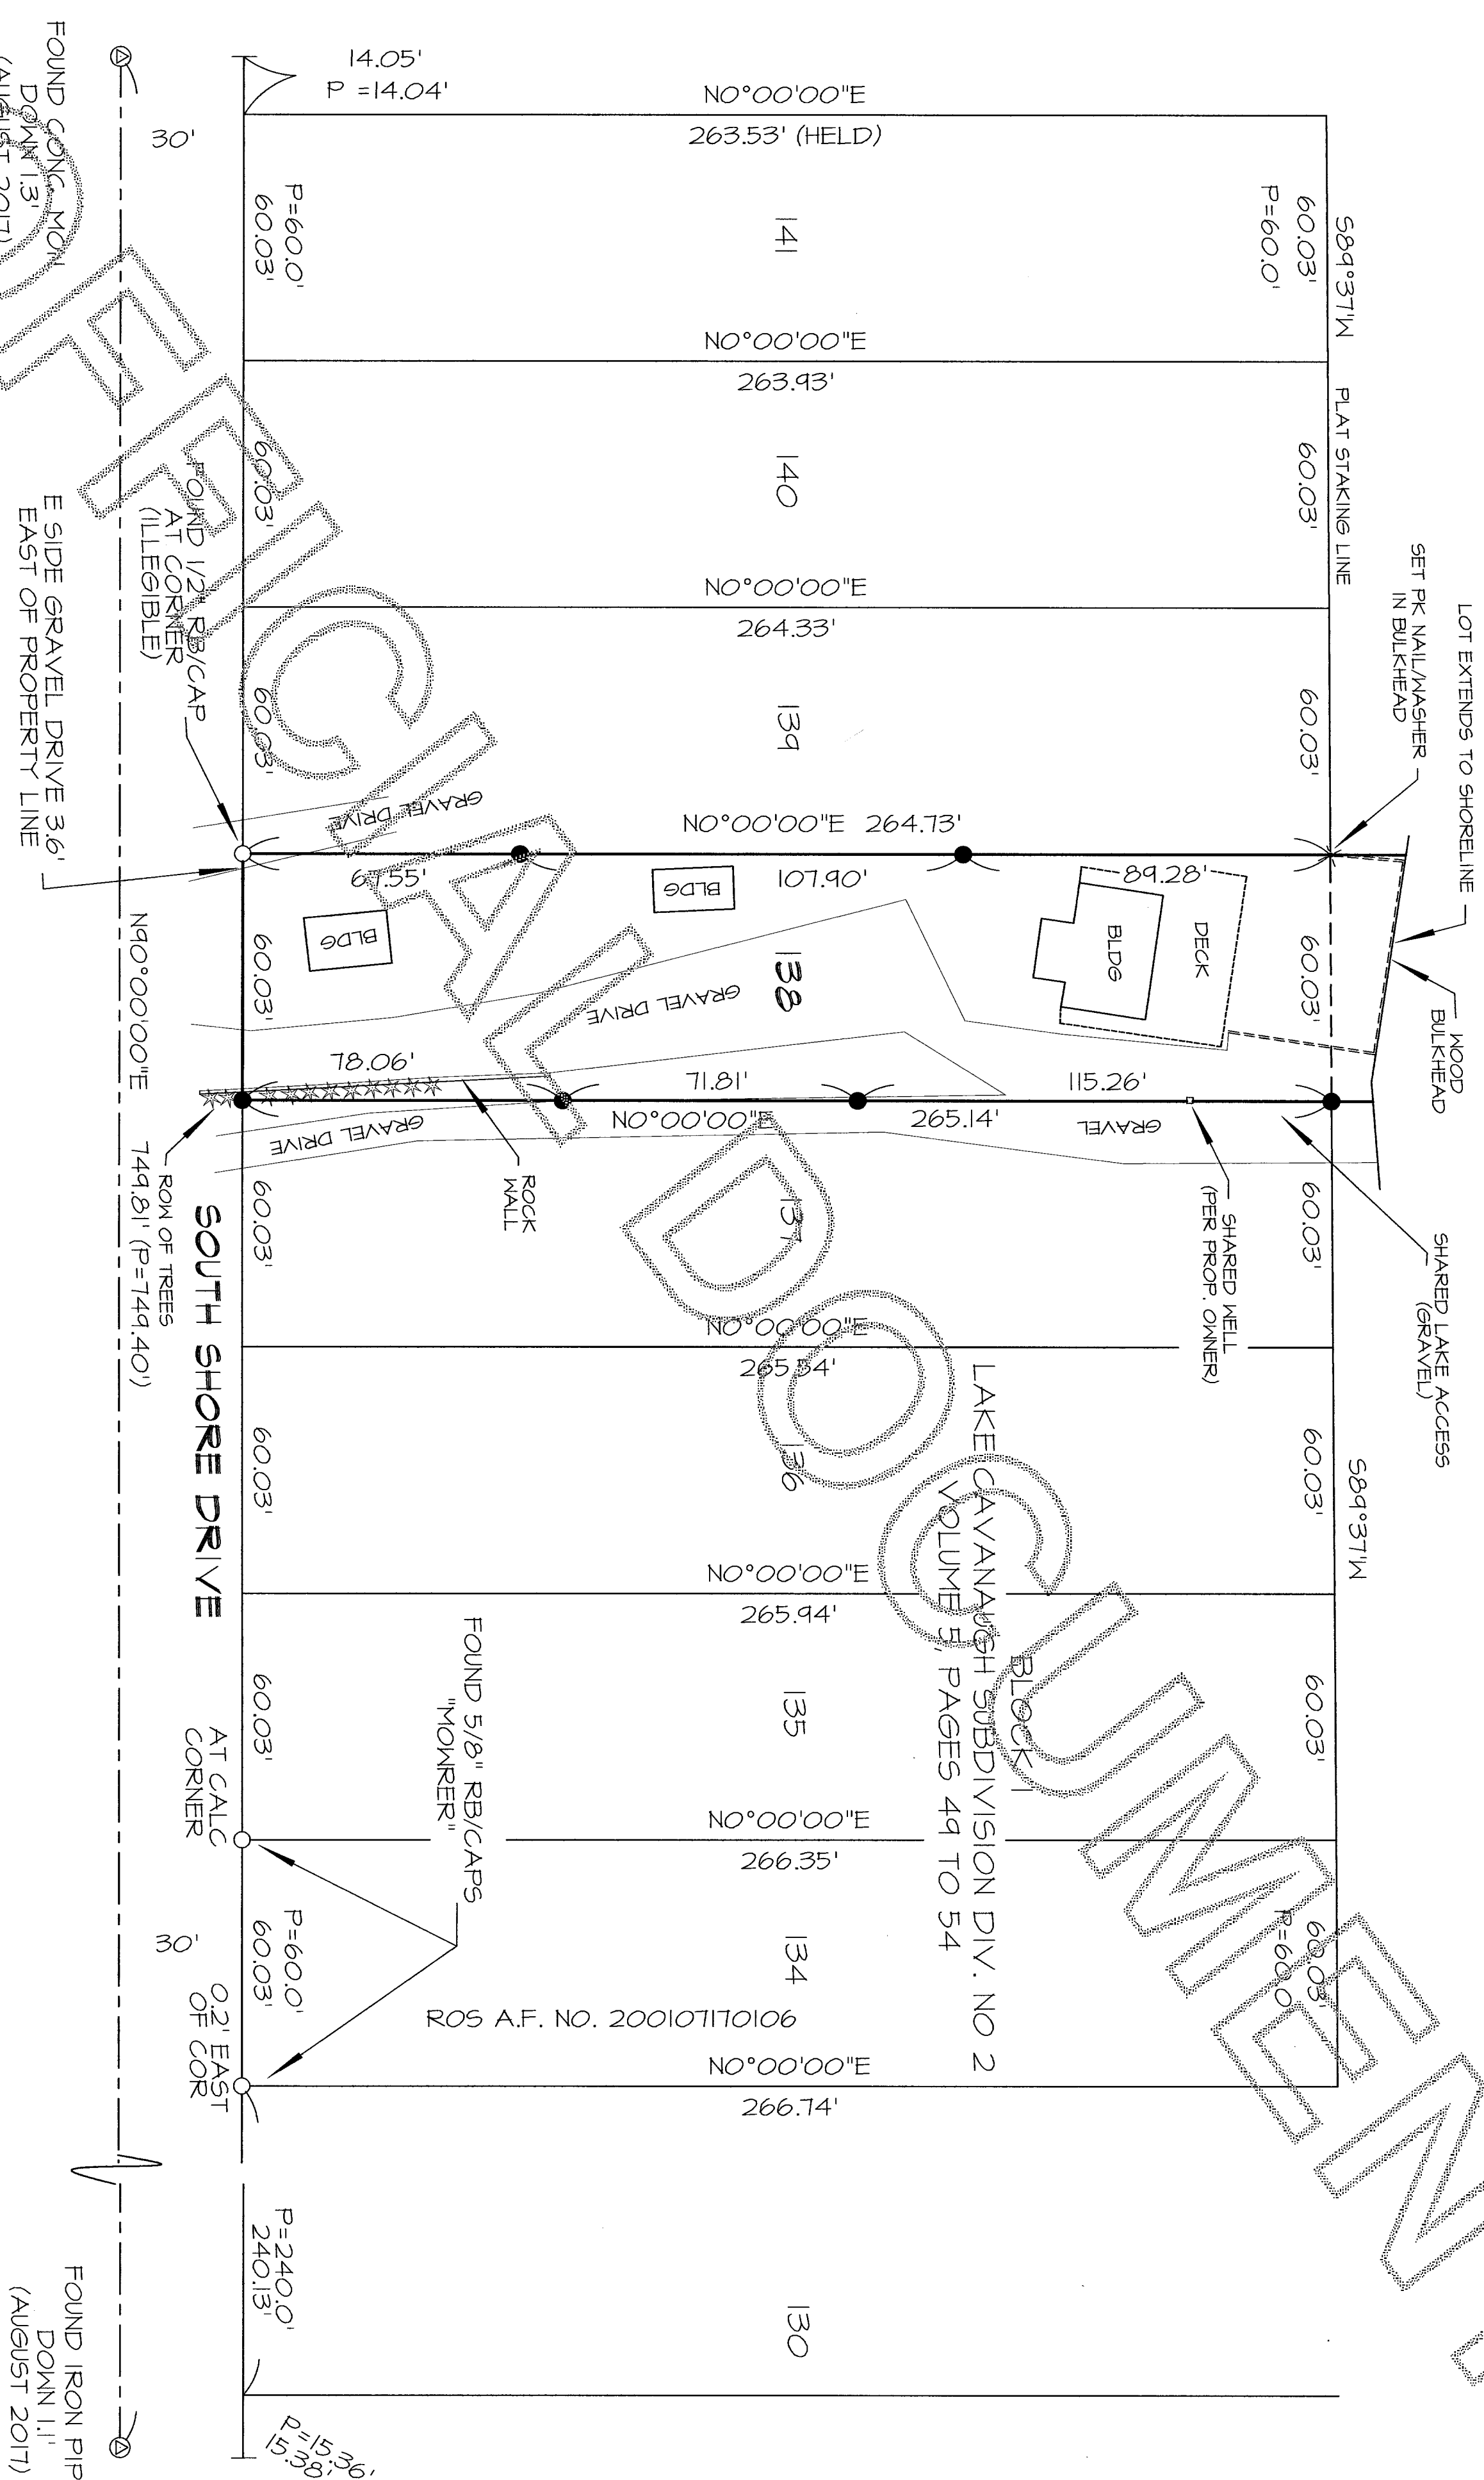 FOUND CONC. MON
DOWN 1.3'
(AUGUST 2017)
30'
14.05'
P =14.04'
N0°00'00"E
263.53' (HELD)
P=60.0'
60.03'
141
60.03'
P=60.0'
S89°37'W
N0°00'00"E
263.93'
PLAT STAKING LINE
60.03'
140
60.03'
N0°00'00"E
264.33'
60.03'
139
60.03'
FOUND 1/2" RB/CAP
AT CORNER
(ILLEGIBLE)
E SIDE GRAVEL DRIVE 3.6'
EAST OF PROPERTY LINE
SET PK NAIL/WASHER
IN BULKHEAD
LOT EXTENDS TO SHORELINE
WOOD
BULKHEAD
GRAVEL DRIVE
N0°00'00"E 264.73'
107.90'
89.28'
BLDG
BLDG
BLDG
DECK
60.03'
138
60.03'
GRAVEL DRIVE
N90°00'00"E
749.81' (P=749.40')
78.06'
71.81'
115.26'
N0°00'00"E
265.14'
GRAVEL DRIVE
GRAVEL
ROW OF TREES
ROCK
WALL
SHARED WELL
(PER PROP. OWNER)
SHARED LAKE ACCESS
(GRAVEL)
SOUTH SHORE DRIVE
60.03'
137
60.03'
N0°00'00"E
265.54'
60.03'
136
60.03'
S89°37'W
N0°00'00"E
265.94'
LAKE CAVANAUGH SUBDIVISION DIV. NO 2
VOLUME 5, PAGES 49 TO 54
BLOCK 1
60.03'
135
60.03'
FOUND 5/8" RB/CAPS
"MOWRER"
AT CALC
CORNER
N0°00'00"E
266.35'
P=60.0'
60.03'
134
60.03'
P=60.0'
30'
0.2' EAST
OF COR
ROS A.F. NO. 200107170106
N0°00'00"E
266.74'
P=240.0'
240.13'
130
P=15.36'
15.38'
FOUND IRON PIP
DOWN 1.1'
(AUGUST 2017)